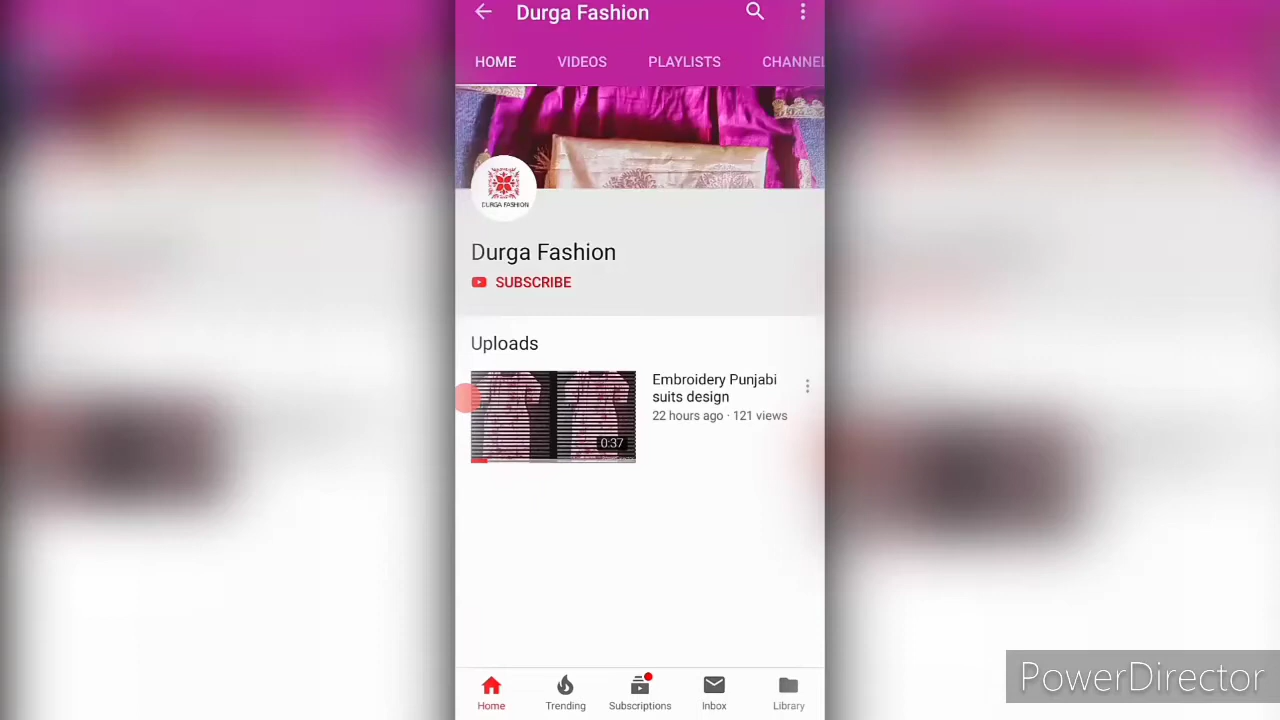 Durga Fashion
HOME VIDEOS PLAYLISTS CHANNEL
DURGA FASHION
Durga Fashion
SUBSCRIBE
Uploads
Embroidery Punjabi
suits design
22 hours ago · 121 views
0:37
Home Trending Subscriptions Inbox Library
PowerDirector